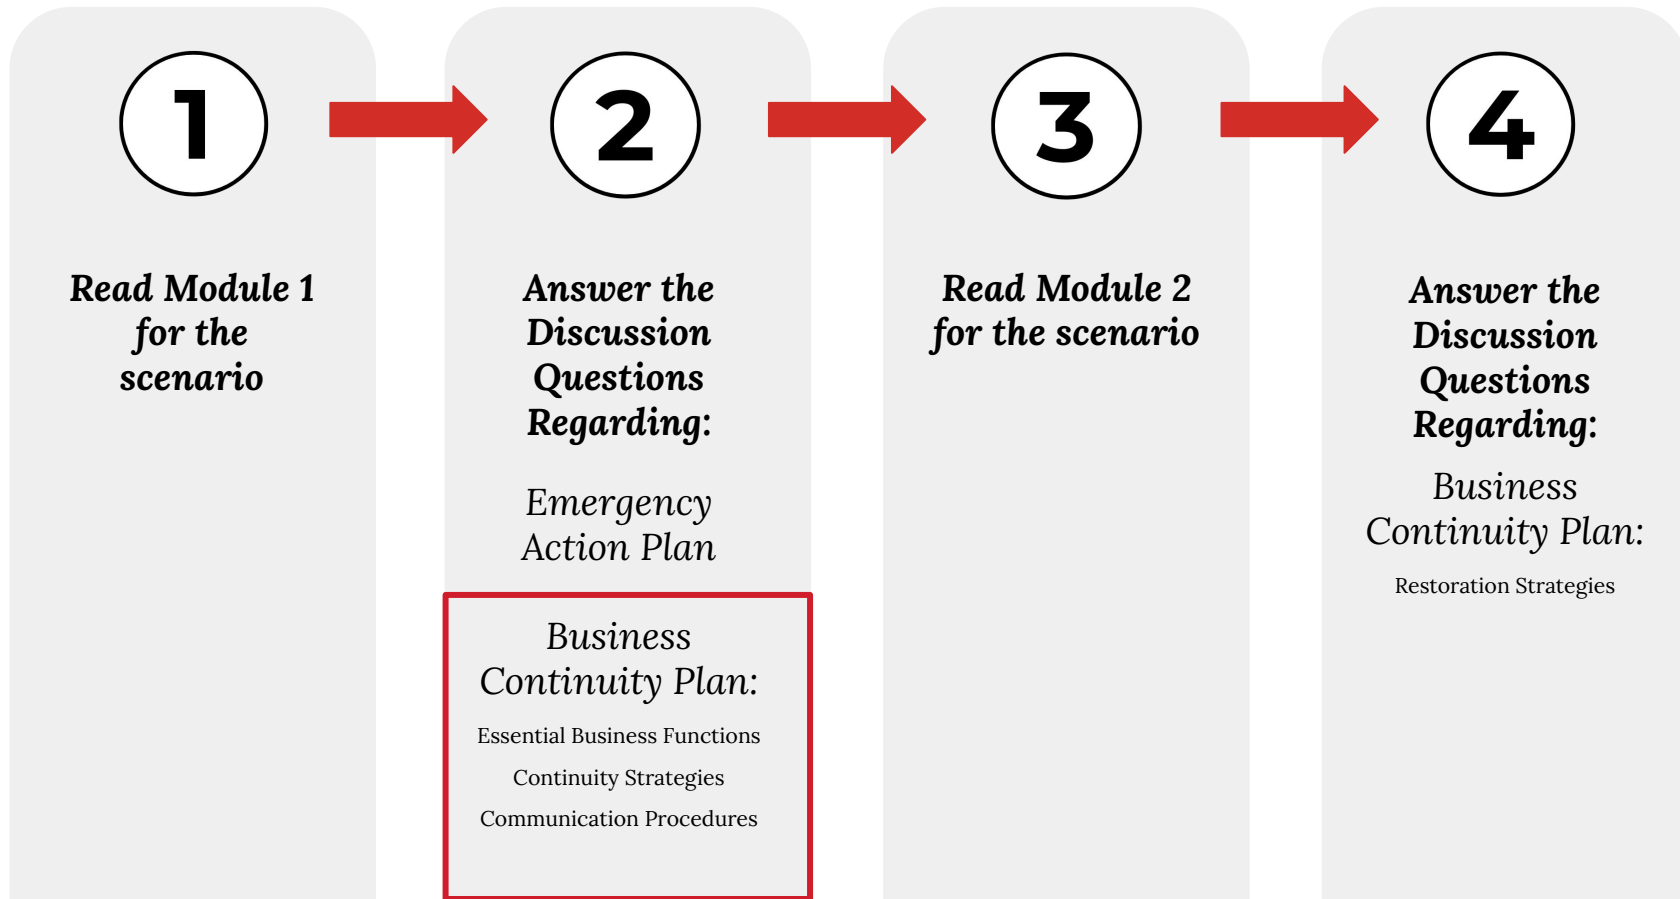 1
Read Module 1
for the
scenario
2
Answer the
Discussion
Questions
Regarding:
Emergency
Action Plan
Business
Continuity Plan:
Essential Business Functions
Continuity Strategies
Communication Procedures
3
Read Module 2
for the scenario
4
Answer the
Discussion
Questions
Regarding:
Business
Continuity Plan:
Restoration Strategies